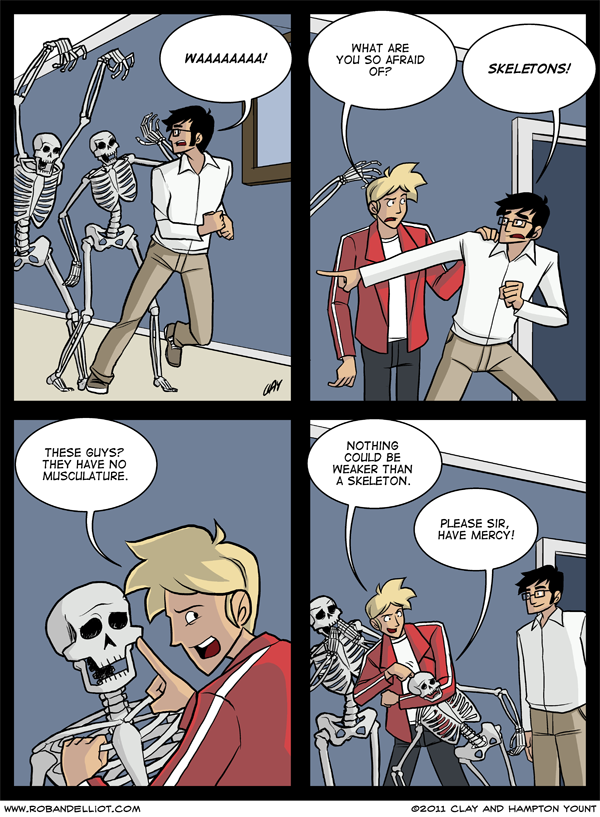 WAAAAAAAA!
WHAT ARE
YOU SO AFRAID
OF?
SKELETONS!
CLAY
THESE GUYS?
THEY HAVE NO
MUSCULATURE.
NOTHING
COULD BE
WEAKER THAN
A SKELETON.
PLEASE SIR,
HAVE MERCY!
WWW.ROBANDELLIOT.COM
©2011 CLAY AND HAMPTON YOUNT